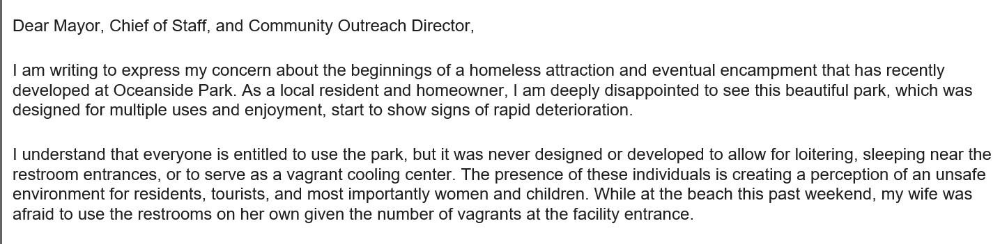 Dear Mayor, Chief of Staff, and Community Outreach Director,
I am writing to express my concern about the beginnings of a homeless attraction and eventual encampment that has recently
developed at Oceanside Park. As a local resident and homeowner, I am deeply disappointed to see this beautiful park, which was
designed for multiple uses and enjoyment, start to show signs of rapid deterioration.
I understand that everyone is entitled to use the park, but it was never designed or developed to allow for loitering, sleeping near the
restroom entrances, or to serve as a vagrant cooling center. The presence of these individuals is creating a perception of an unsafe
environment for residents, tourists, and most importantly women and children. While at the beach this past weekend, my wife was
afraid to use the restrooms on her own given the number of vagrants at the facility entrance.